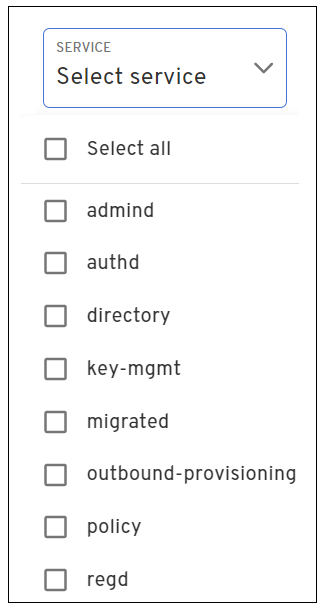 SERVICE
Select service
Select all
admind
authd
directory
key-mgmt
migrated
outbound-provisioning
policy
regd